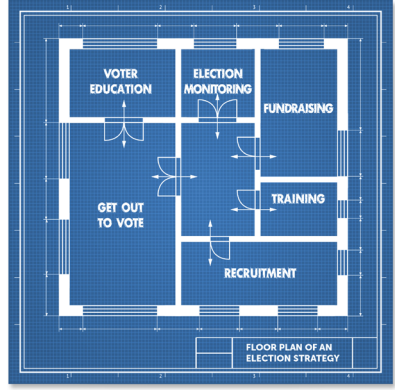 VOTER
EDUCATION
ELECTION
MONITORING
FUNDRAISING
GET OUT
TO VOTE
TRAINING
RECRUITMENT
FLOOR PLAN OF AN
ELECTION STRATEGY